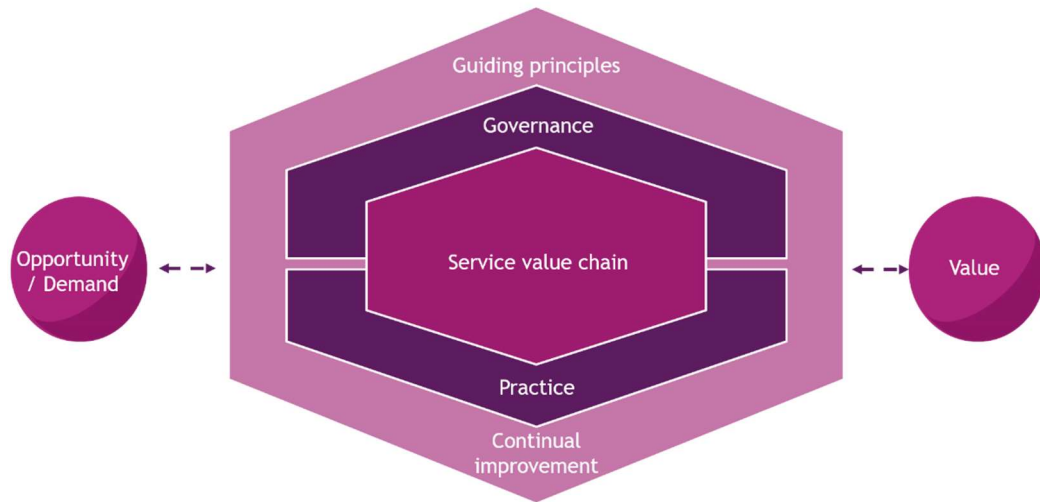 Guiding principles
Governance
Opportunity
/ Demand
Service value chain
Value
Practice
Continual
improvement